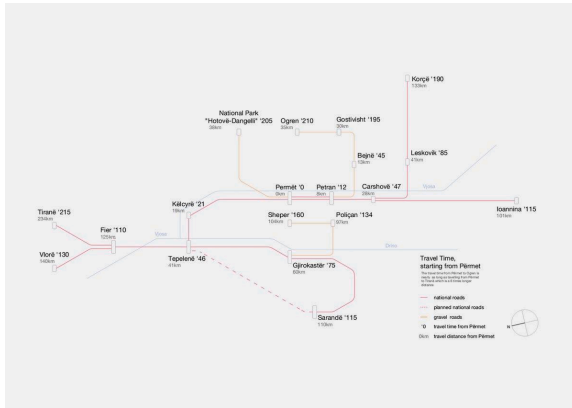 Korçë '190
133km
National Park
"Hotovë-Dangelli" '205
38km
Ogren '210
35km
Gostivisht '195
30km
Bejnë '45
13km
Leskovik '85
41km
Përmët '0
0km
Petran '12
8km
Carshovë '47
28km
Ioannina '115
101km
Këlcyrë '21
19km
Tiranë '215
234km
Fier '110
125km
Vlorë '130
140km
Tepelenë '46
41km
Sheper '160
104km
Poliçan '134
97km
Gjirokastër '75
60km
Sarandë '115
113km
Travel Time,
starting from Përmet
national roads
planned national roads
gravel roads
'0 travel time from Përmet
0km travel distance from Përmet
N